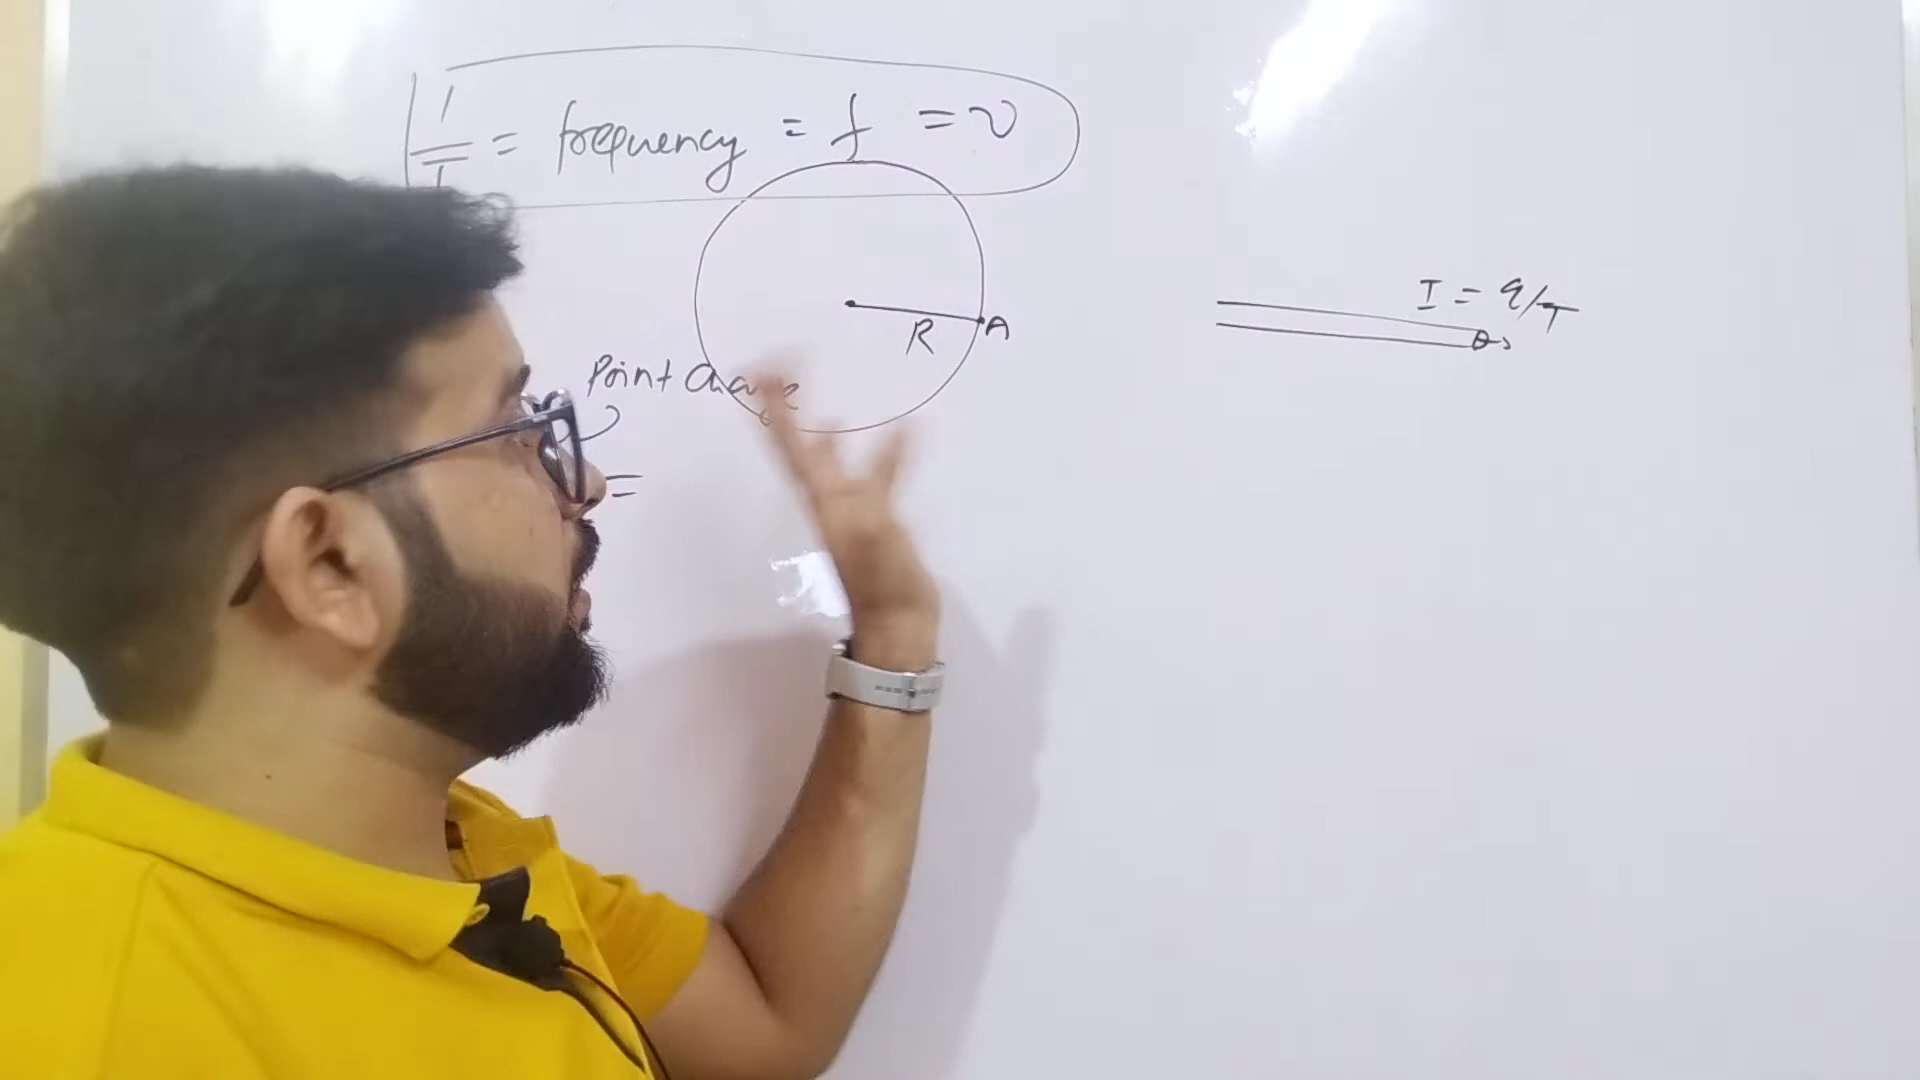 1/T = frequency = f = ν
R
A
I = q/T
Point Charge
=